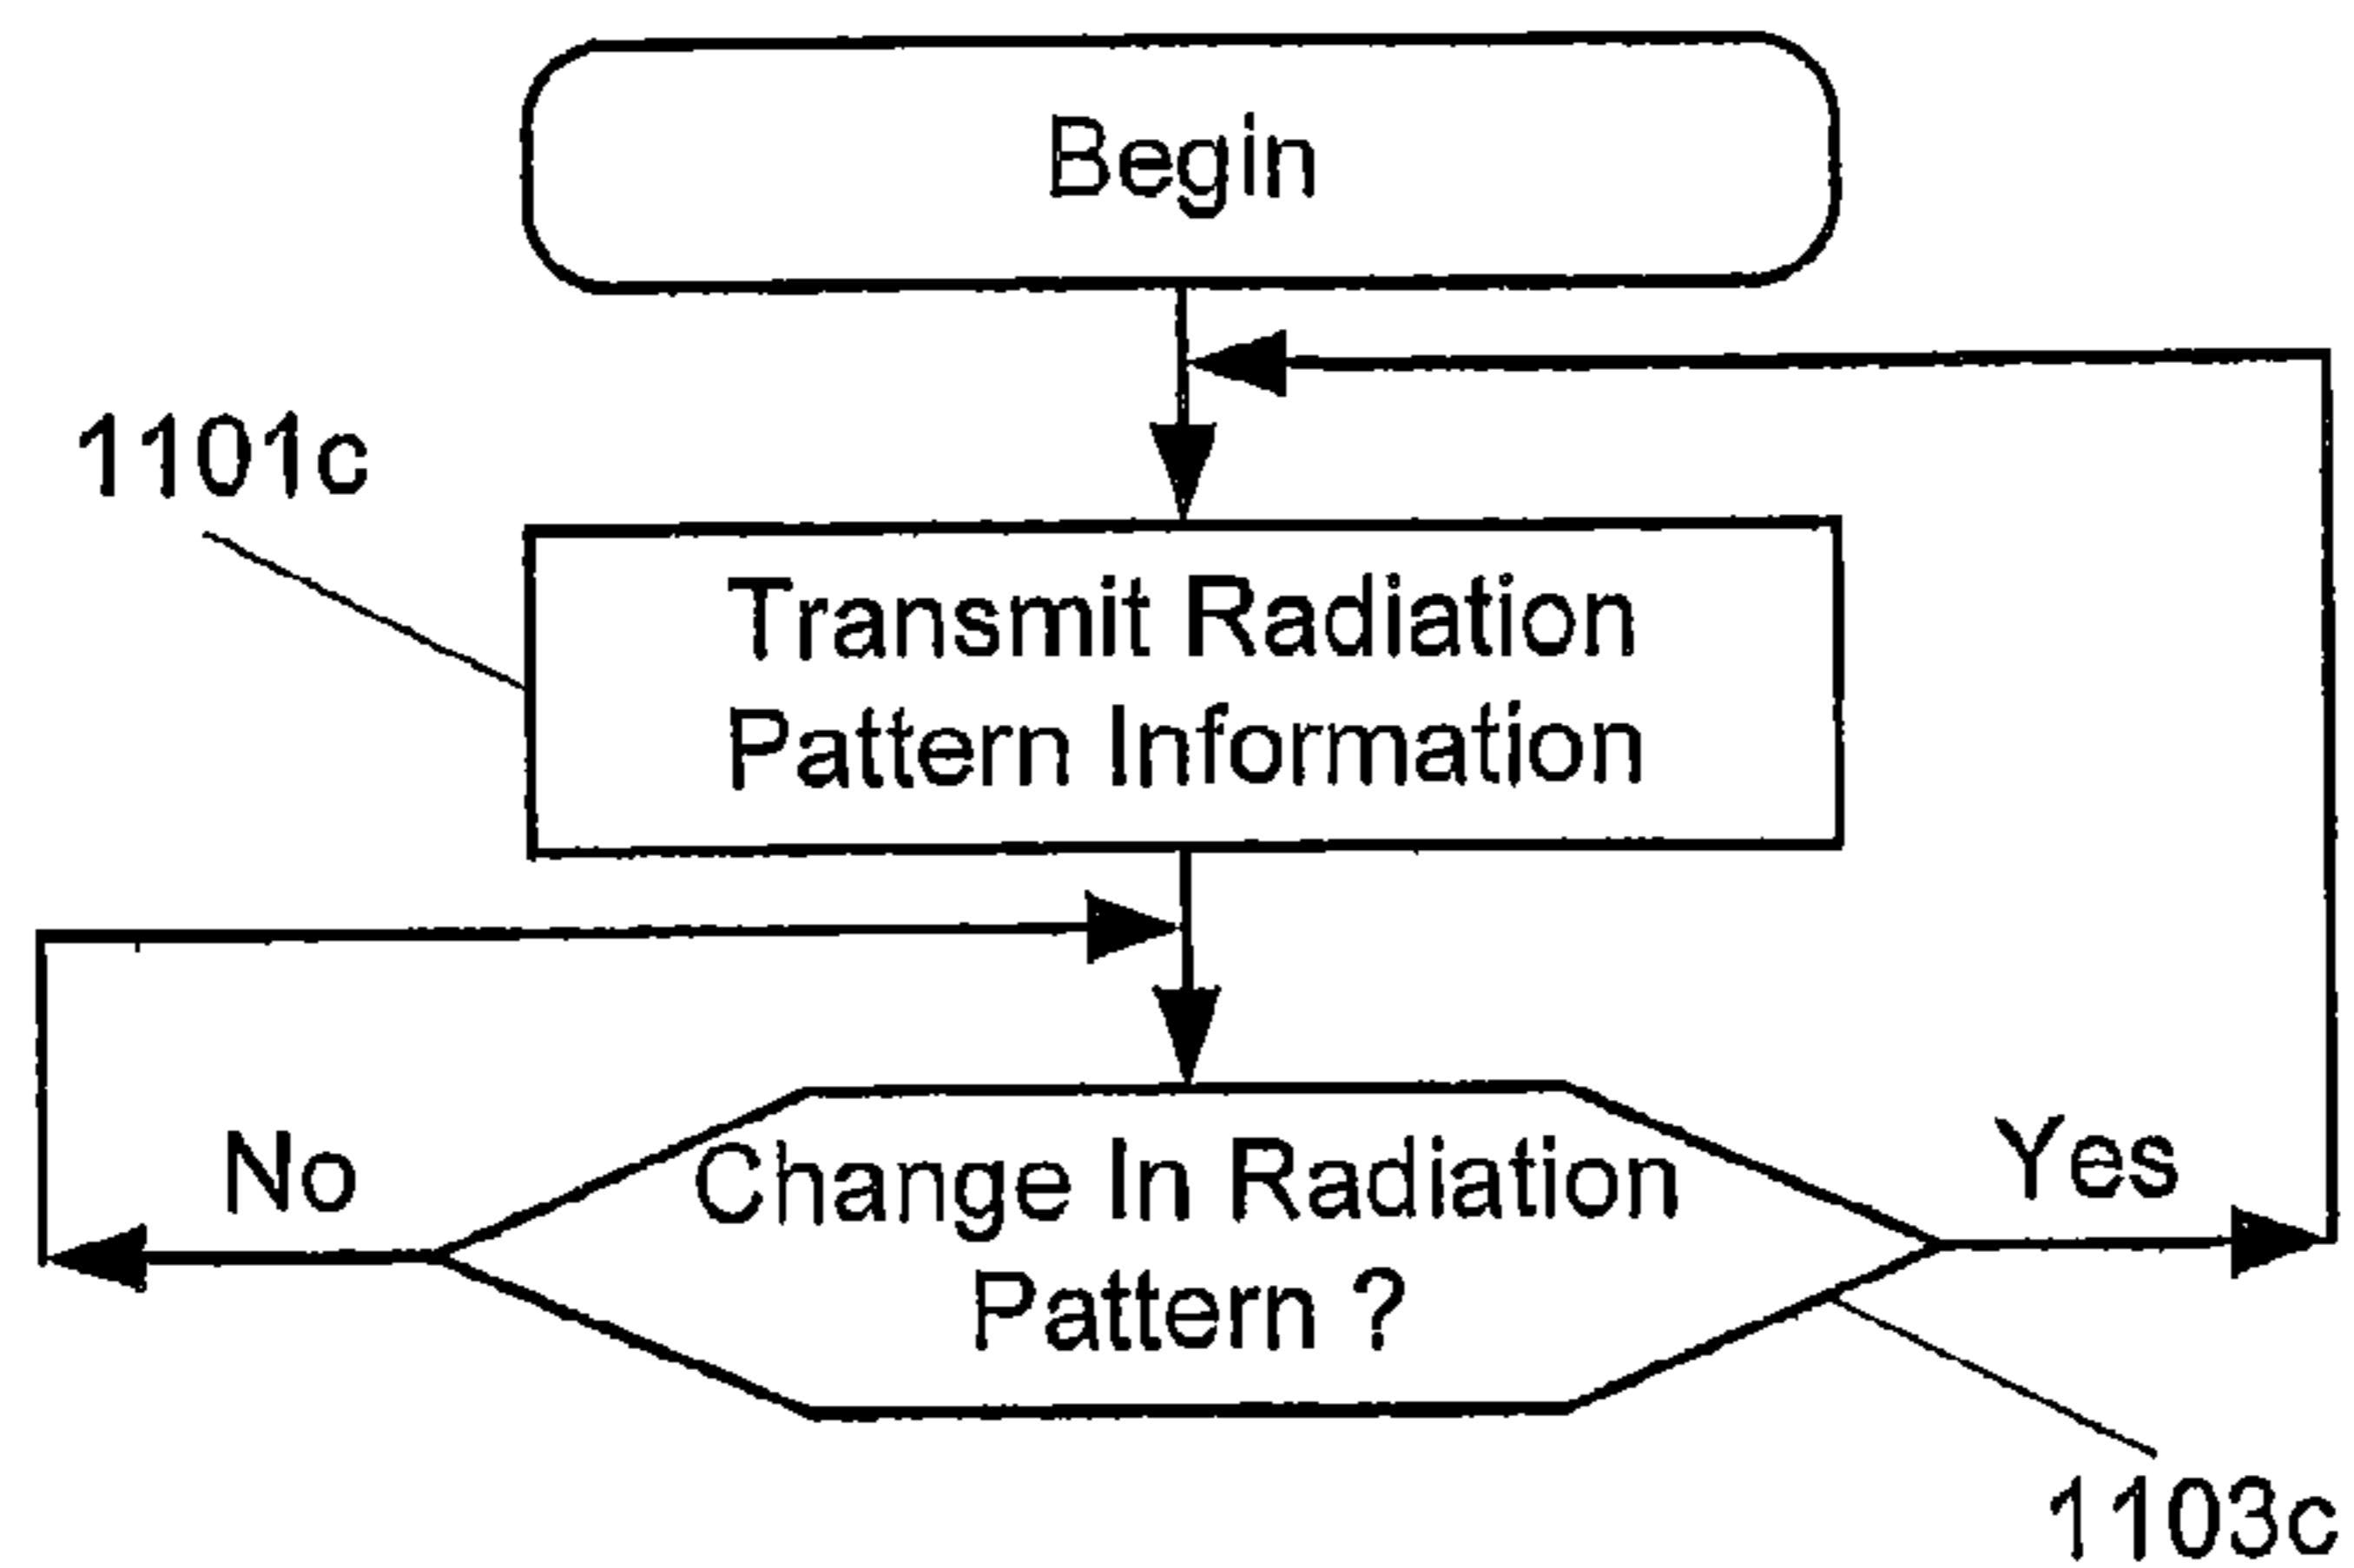 Begin
1101c
Transmit Radiation
Pattern Information
No
Change In Radiation
Pattern ?
Yes
1103c